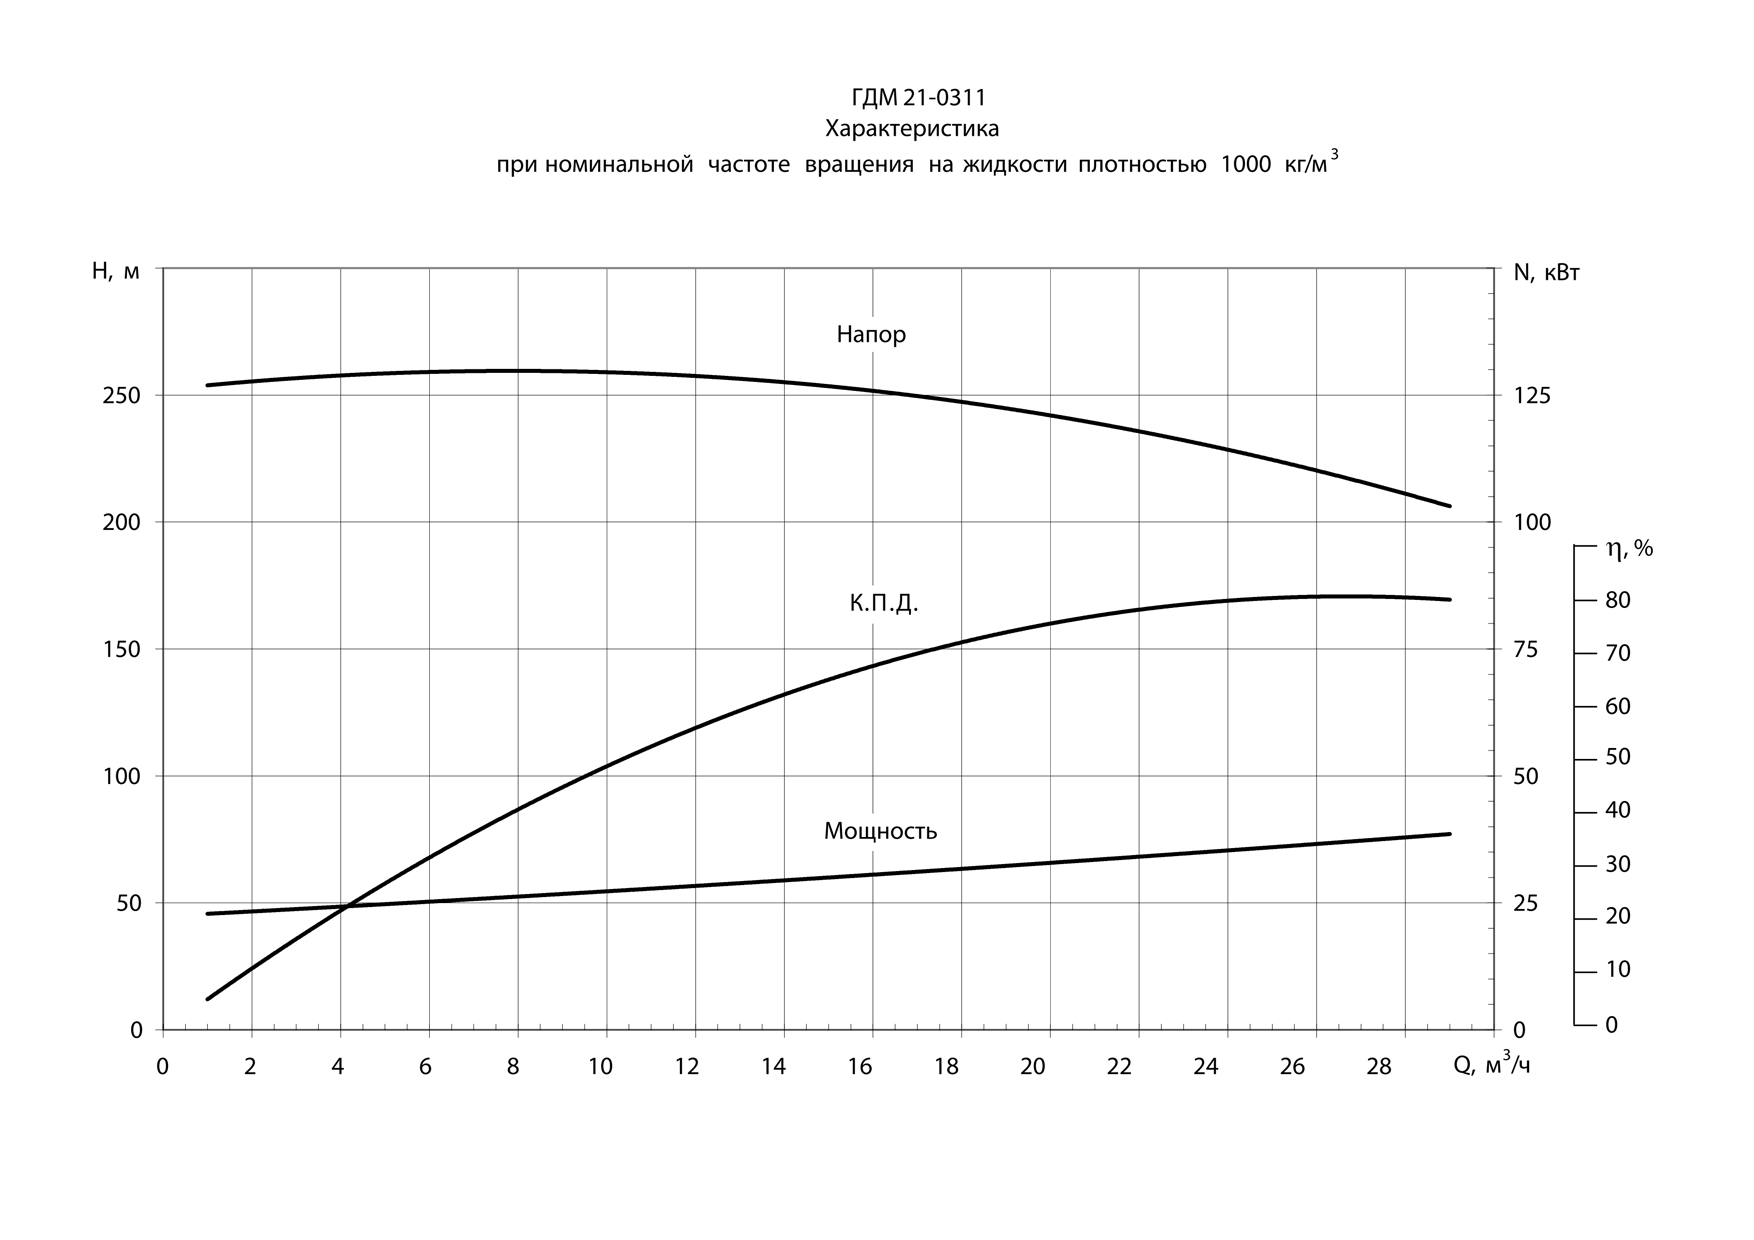 ГДМ 21-0311
Характеристика
при номинальной частоте вращения на жидкости плотностью 1000 кг/м³
Н, м
N, кВт
Напор
250
125
200
100
η, %
К.П.Д.
80
150
75
70
60
50
100
50
40
Мощность
30
50
25
20
10
0
0
0
0 2 4 6 8 10 12 14 16 18 20 22 24 26 28 Q, м³/ч